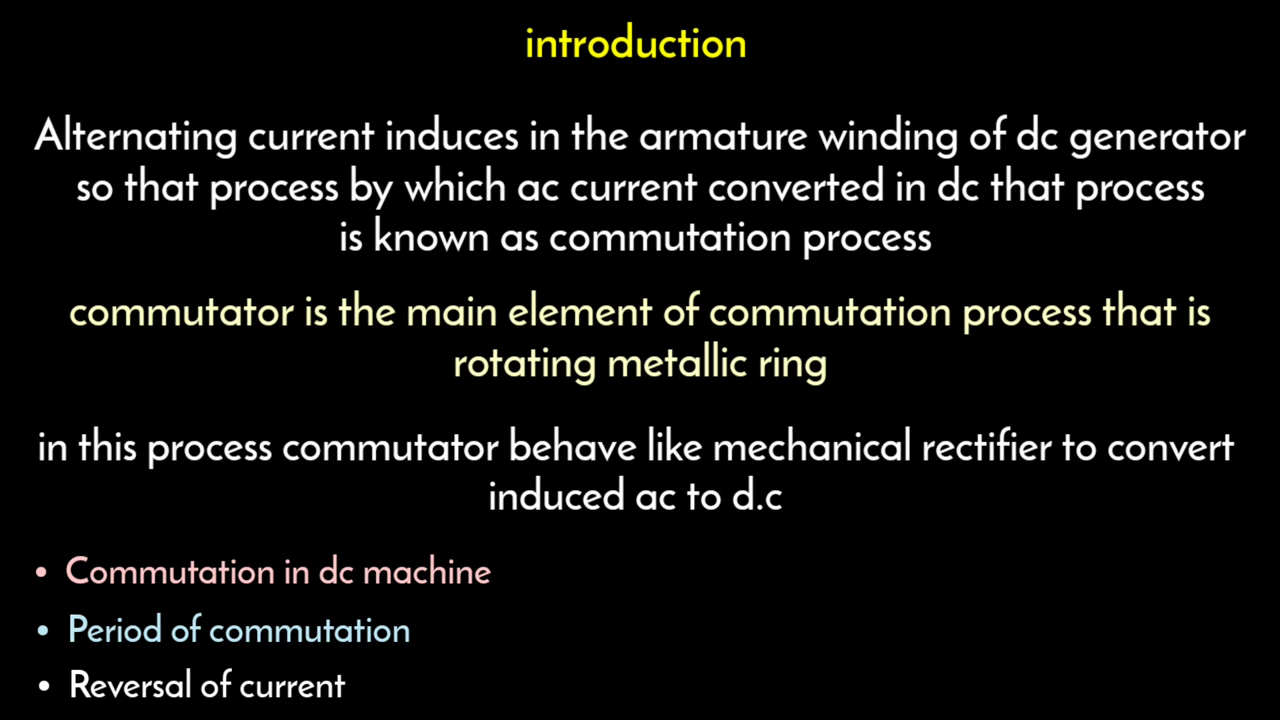 introduction
Alternating current induces in the armature winding of dc generator
so that process by which ac current converted in dc that process
is known as commutation process
commutator is the main element of commutation process that is
rotating metallic ring
in this process commutator behave like mechanical rectifier to convert
induced ac to d.c
• Commutation in dc machine
• Period of commutation
• Reversal of current